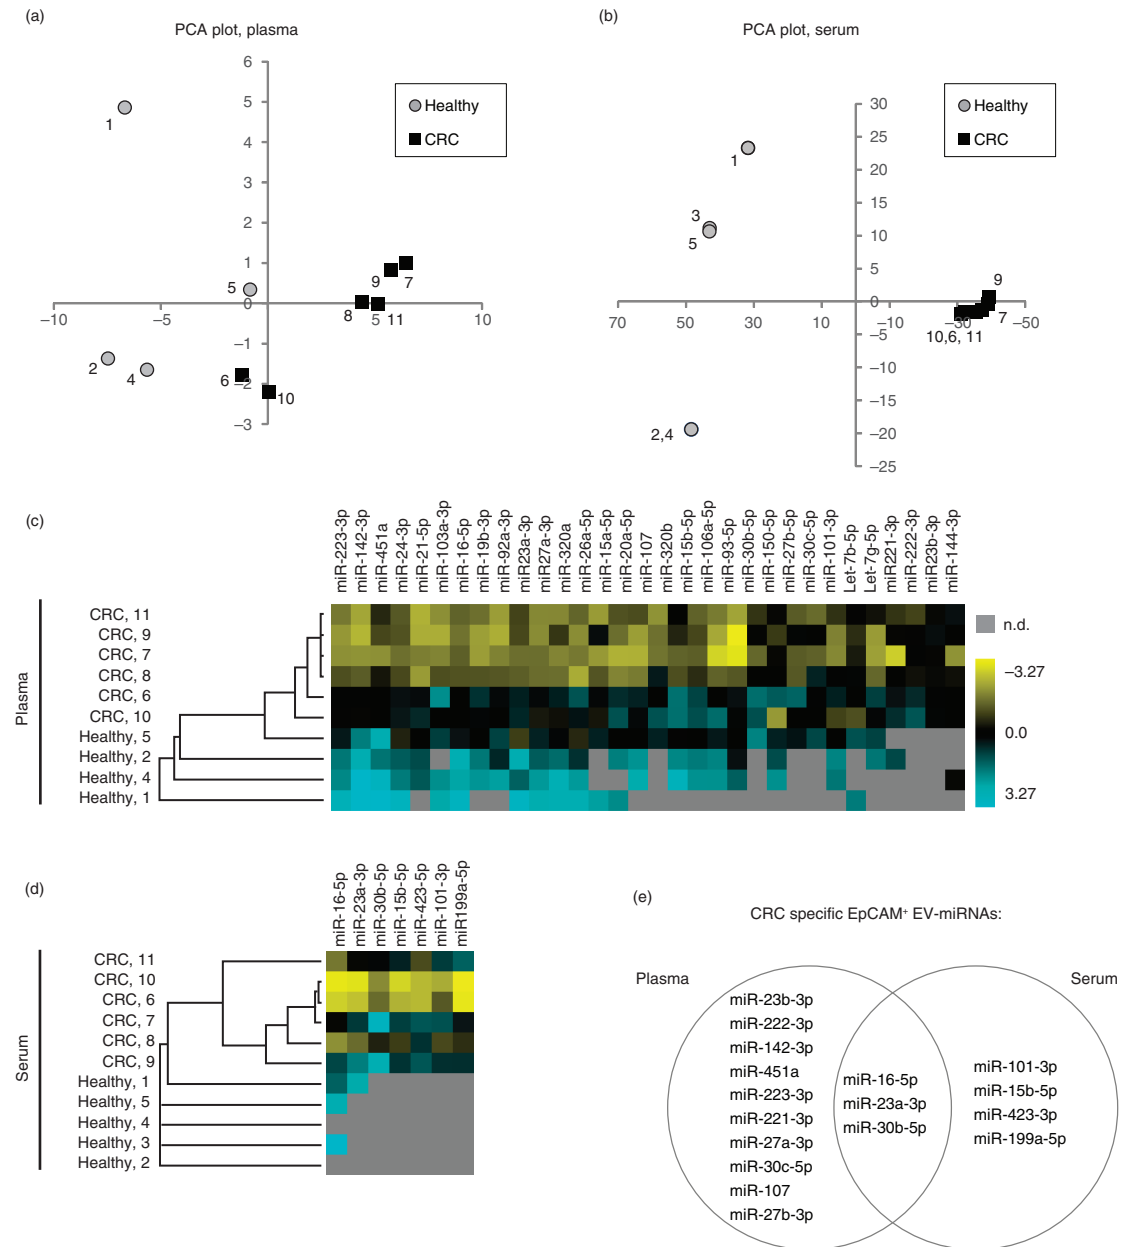 (a)
PCA plot, plasma
6
5
4
3
2
1
0
–1
–2
–3
–10
–5
5
10
Healthy
CRC
1
5
2
4
9
7
8
11
6
10
(b)
PCA plot, serum
30
25
20
15
10
5
0
–5
–10
–15
–20
–25
70
50
30
10
–10
–30
–50
Healthy
CRC
1
3
5
2,4
9
7
10,6, 11
(c)
miR-223-3p
miR-142-3p
miR-451a
miR-24-3p
miR-21-5p
miR-103a-3p
miR-16-5p
miR-19b-3p
miR-92a-3p
miR23a-3p
miR27a-3p
miR-320a
miR-26a-5p
miR-15a-5p
miR-20a-5p
miR-107
miR-320b
miR-15b-5p
miR-106a-5p
miR-93-5p
miR-30b-5p
miR-150-5p
miR-27b-5p
miR-30c-5p
miR-101-3p
Let-7b-5p
Let-7g-5p
miR221-3p
miR-222-3p
miR23b-3p
miR-144-3p
Plasma
CRC, 11
CRC, 9
CRC, 7
CRC, 8
CRC, 6
CRC, 10
Healthy, 5
Healthy, 2
Healthy, 4
Healthy, 1
n.d.
–3.27
0.0
3.27
(d)
miR-16-5p
miR-23a-3p
miR-30b-5p
miR-15b-5p
miR-423-5p
miR-101-3p
miR199a-5p
Serum
CRC, 11
CRC, 10
CRC, 6
CRC, 7
CRC, 8
CRC, 9
Healthy, 1
Healthy, 5
Healthy, 4
Healthy, 3
Healthy, 2
(e)
CRC specific EpCAM⁺ EV-miRNAs:
Plasma
Serum
miR-23b-3p
miR-222-3p
miR-142-3p
miR-451a
miR-223-3p
miR-221-3p
miR-27a-3p
miR-30c-5p
miR-107
miR-27b-3p
miR-16-5p
miR-23a-3p
miR-30b-5p
miR-101-3p
miR-15b-5p
miR-423-3p
miR-199a-5p